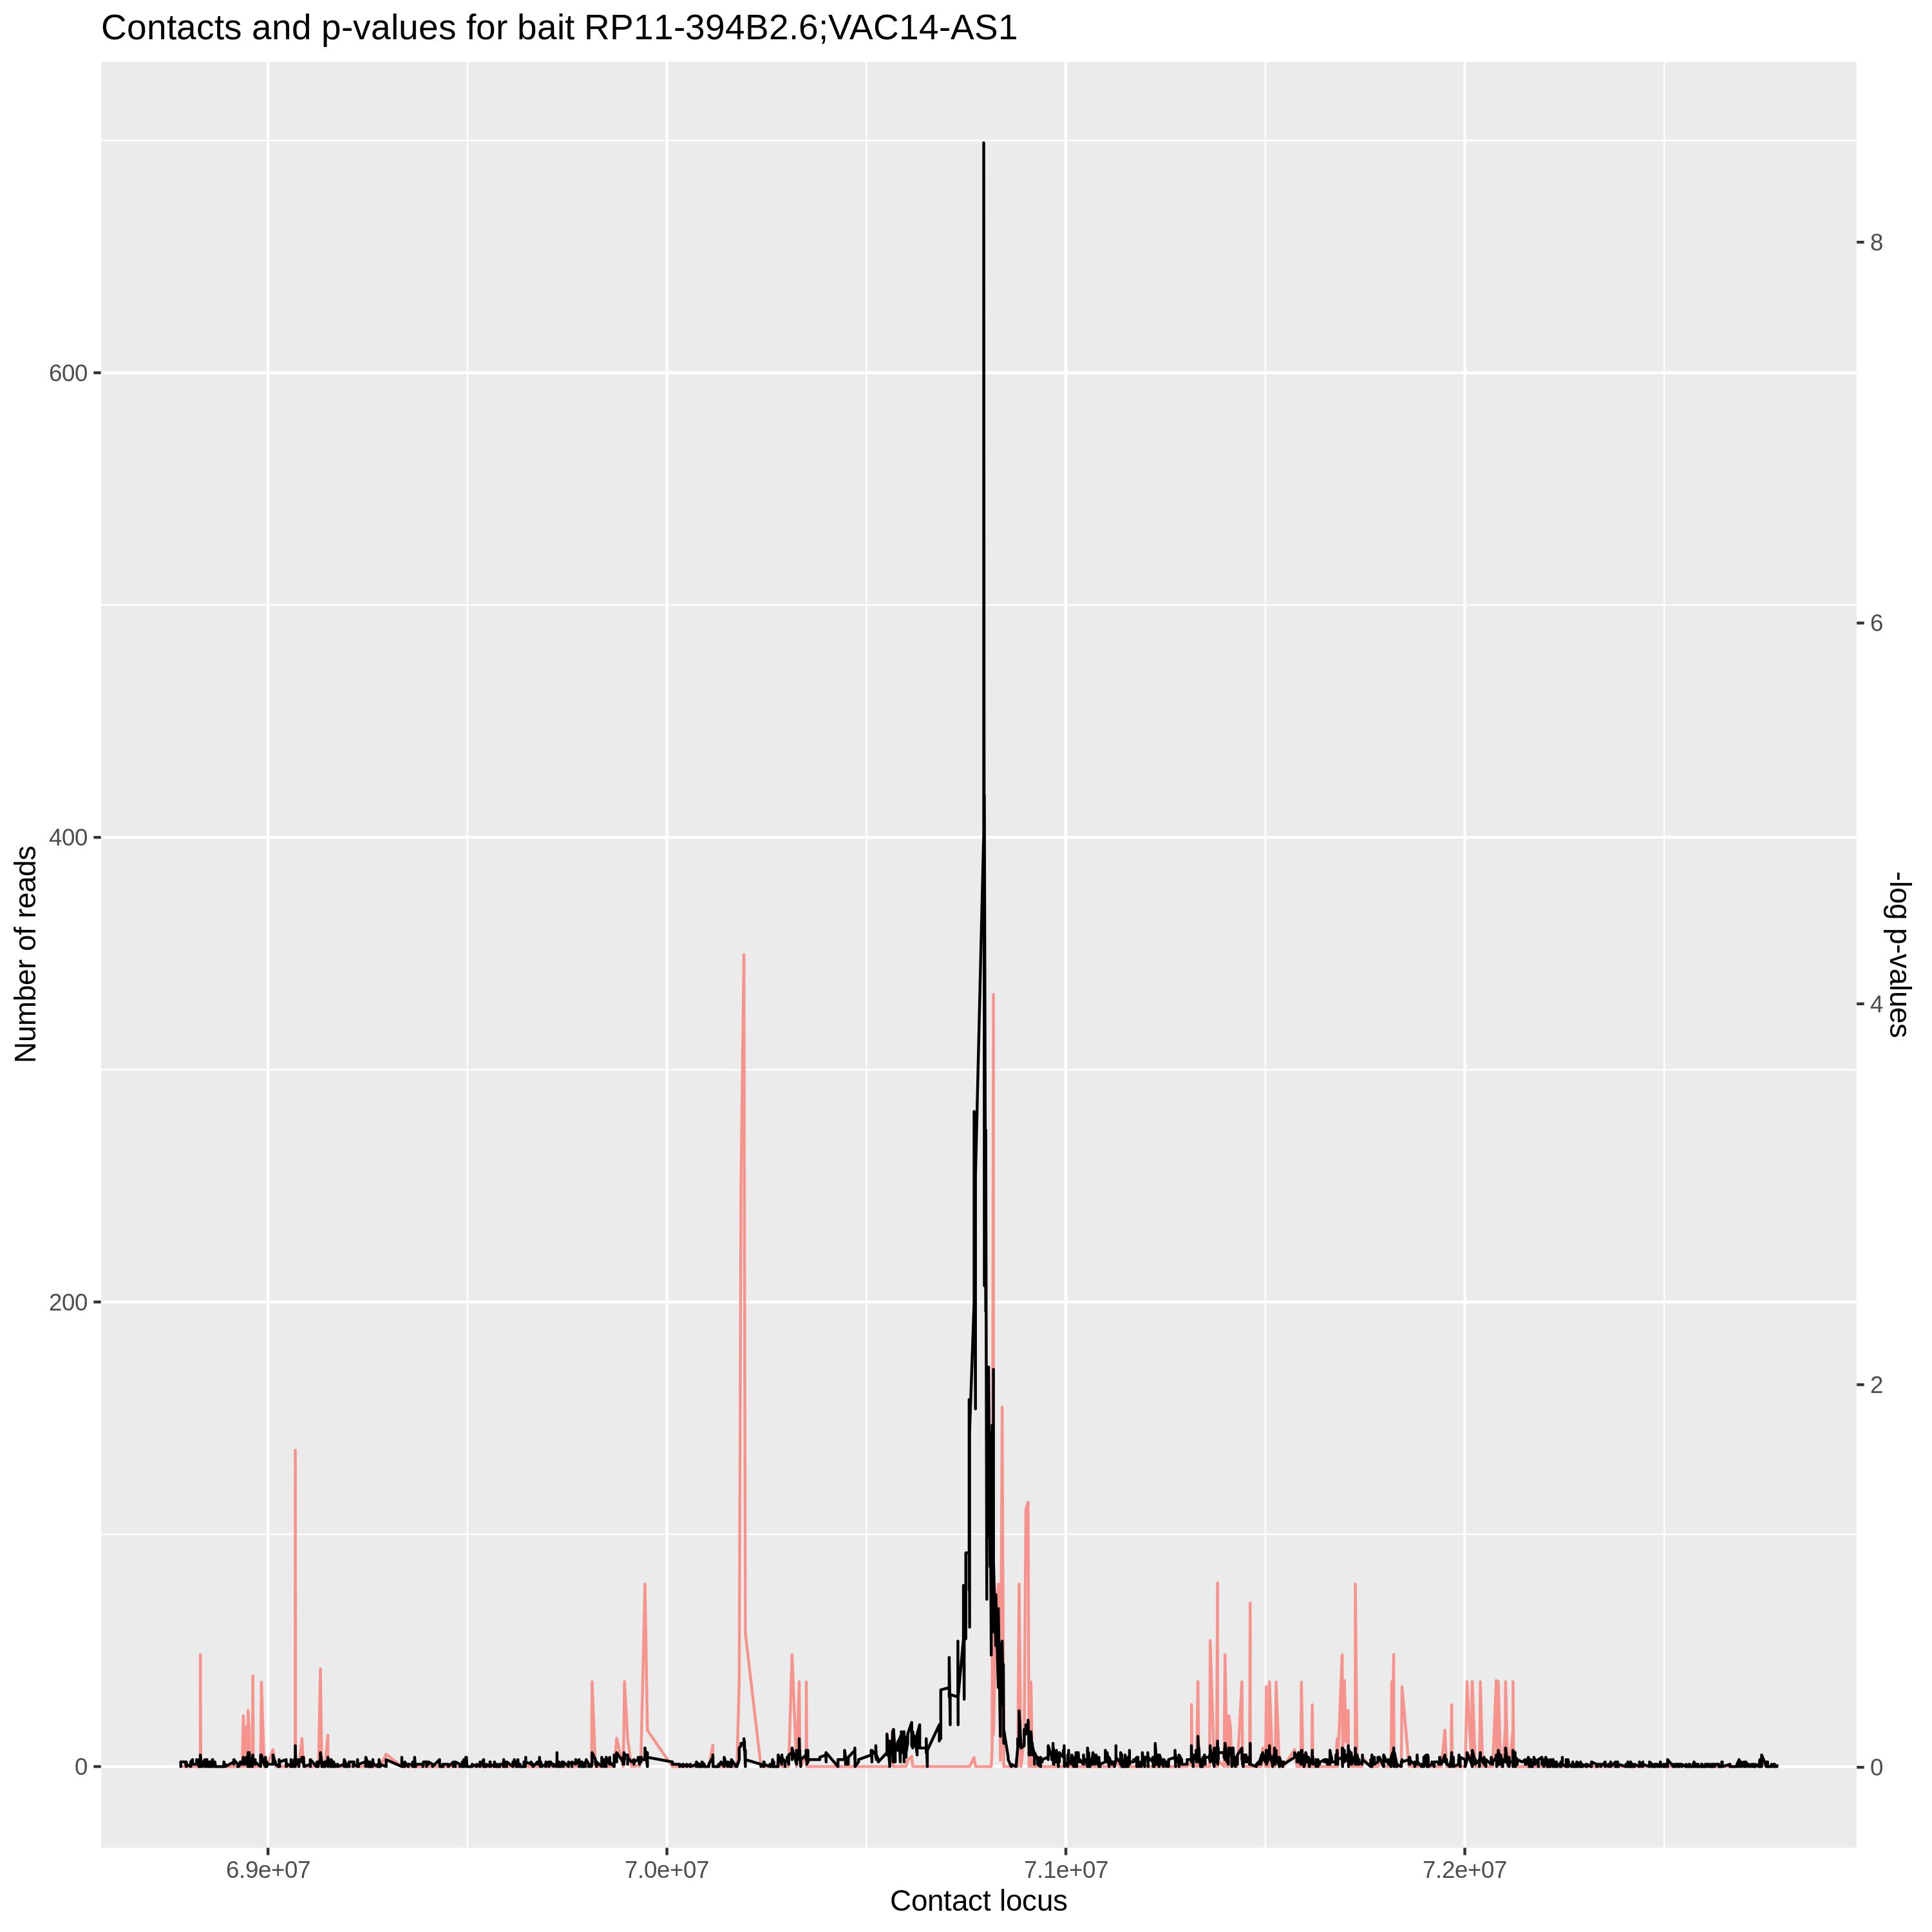 Contacts and p-values for bait RP11-394B2.6;VAC14-AS1
Number of reads
600
400
200
0
8
6
4
2
0
-log p-values
6.9e+07
7.0e+07
7.1e+07
7.2e+07
Contact locus